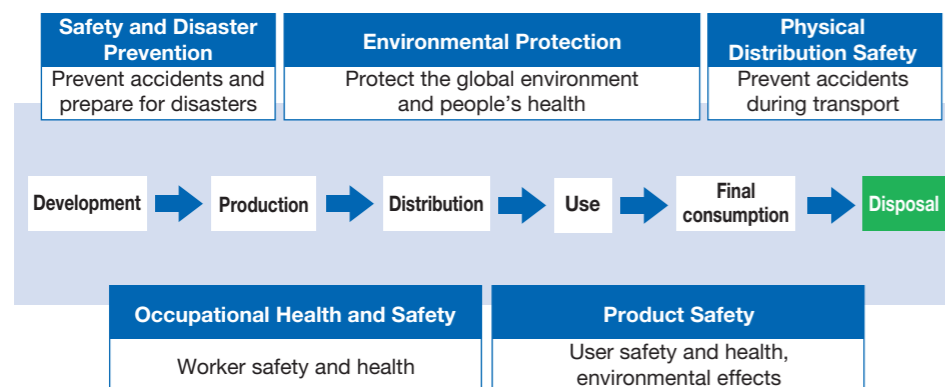 Safety and Disaster
Prevention
Prevent accidents and
prepare for disasters
Environmental Protection
Protect the global environment
and people’s health
Physical
Distribution Safety
Prevent accidents
during transport
Development
Production
Distribution
Use
Final
consumption
Disposal
Occupational Health and Safety
Worker safety and health
Product Safety
User safety and health,
environmental effects